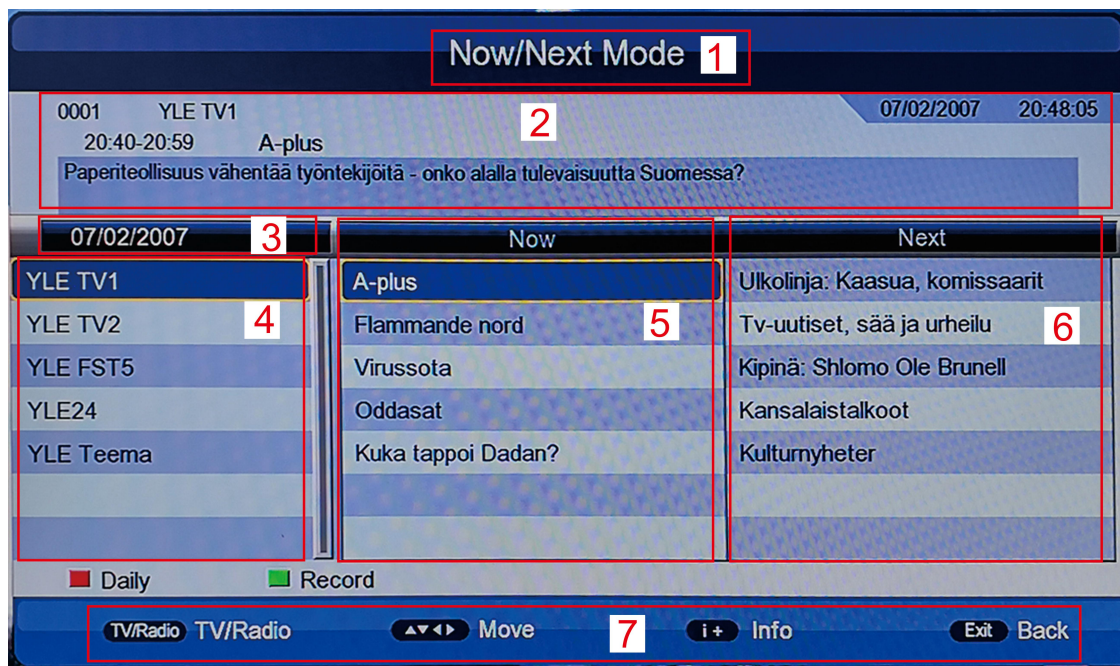 Now/Next Mode 1
0001 YLE TV1 2 07/02/2007 20:48:05
20:40-20:59 A-plus
Paperiteollisuus vähentää työntekijöitä - onko alalla tulevaisuutta Suomessa?
07/02/2007 3 Now Next
YLE TV1 A-plus Ulkolinja: Kaasua, komissaarit
YLE TV2 4 Flammande nord 5 Tv-uutiset, sää ja urheilu 6
YLE FST5 Virussota Kipinä: Shlomo Ole Brunell
YLE24 Oddasat Kansalaistalkoot
YLE Teema Kuka tappoi Dadan? Kulturnyheter
Daily Record
TV/Radio TV/Radio ▲▼◄► Move 7 i+ Info Exit Back